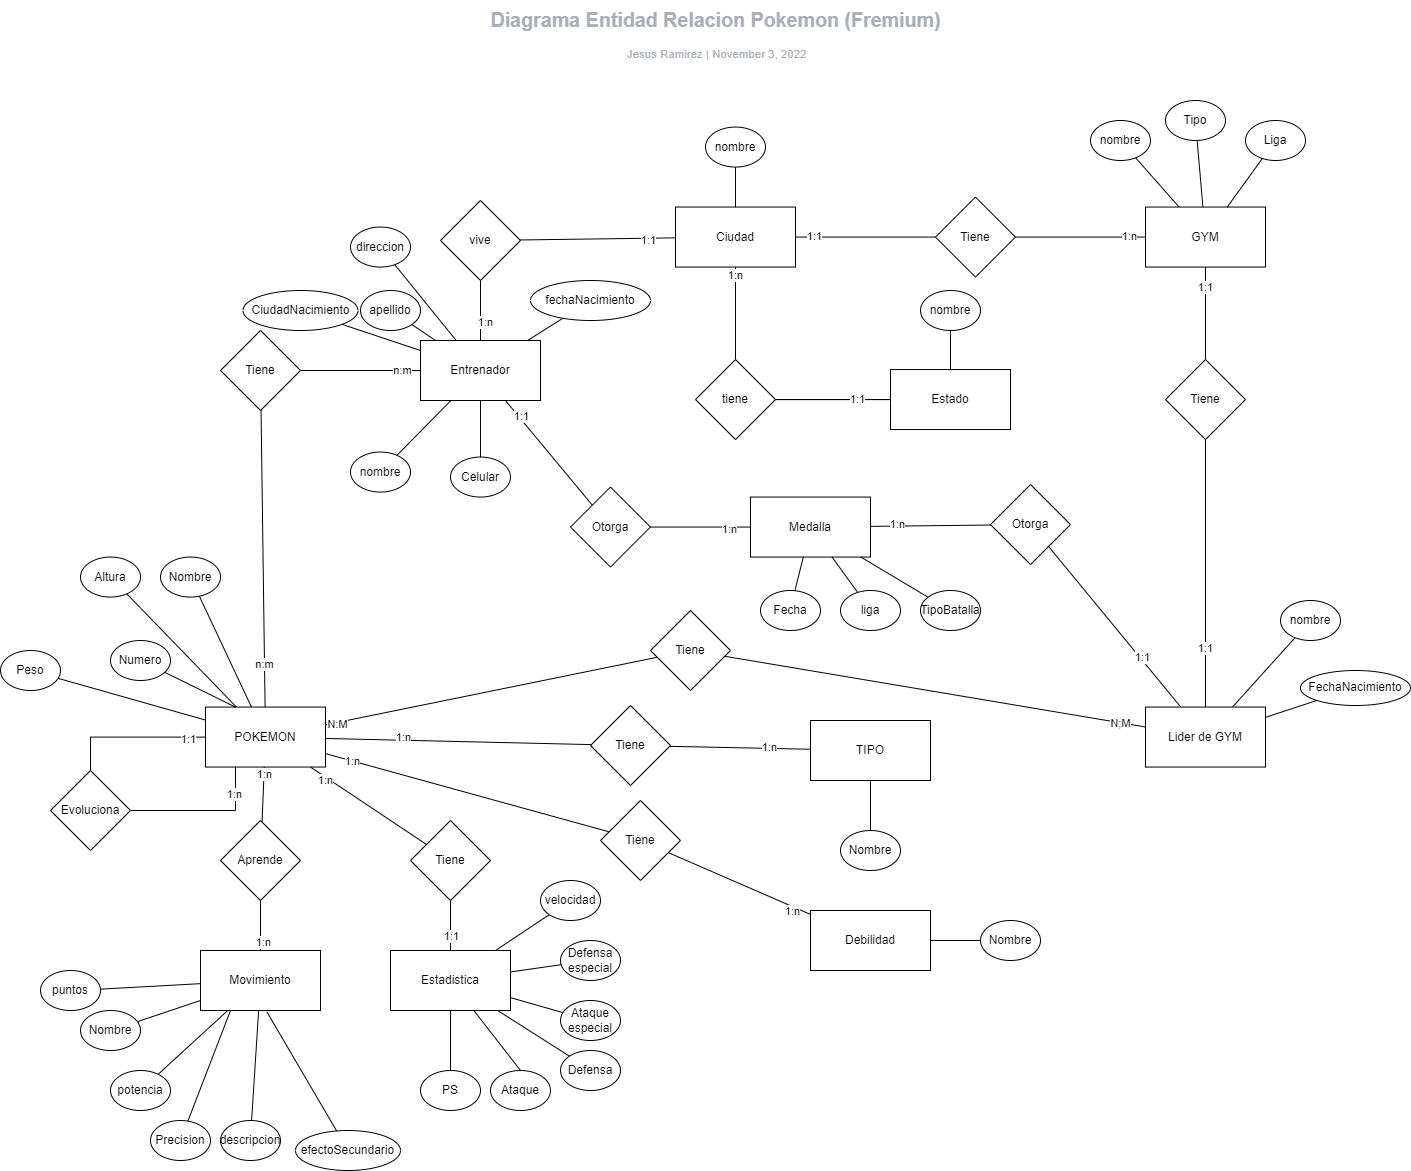 Diagrama Entidad Relacion Pokemon (Fremium)
Jesus Ramirez | November 3, 2022
Tipo
nombre
Liga
nombre
vive
1:1
Ciudad
1:1
Tiene
1:n
GYM
direccion
1:n
1:1
CiudadNacimiento
apellido
fechaNacimiento
nombre
1:n
Tiene
n:m
Entrenador
tiene
1:1
Estado
Tiene
1:1
nombre
Celular
Otorga
1:n
Medalla
1:n
Otorga
Altura
Nombre
Fecha
liga
TipoBatalla
nombre
Peso
Numero
n:m
Tiene
1:1
1:1
FechaNacimiento
N:M
N;M
1:1
POKEMON
1:n
Tiene
1:n
TIPO
Lider de GYM
1:n
1:n
1:n
1:n
Evoluciona
Aprende
Tiene
Tiene
Nombre
velocidad
1:n
1:n
1:1
Debilidad
Nombre
Defensa
especial
Movimiento
Estadistica
puntos
Nombre
Ataque
especial
Defensa
potencia
PS
Ataque
Precision
descripcion
efectoSecundario